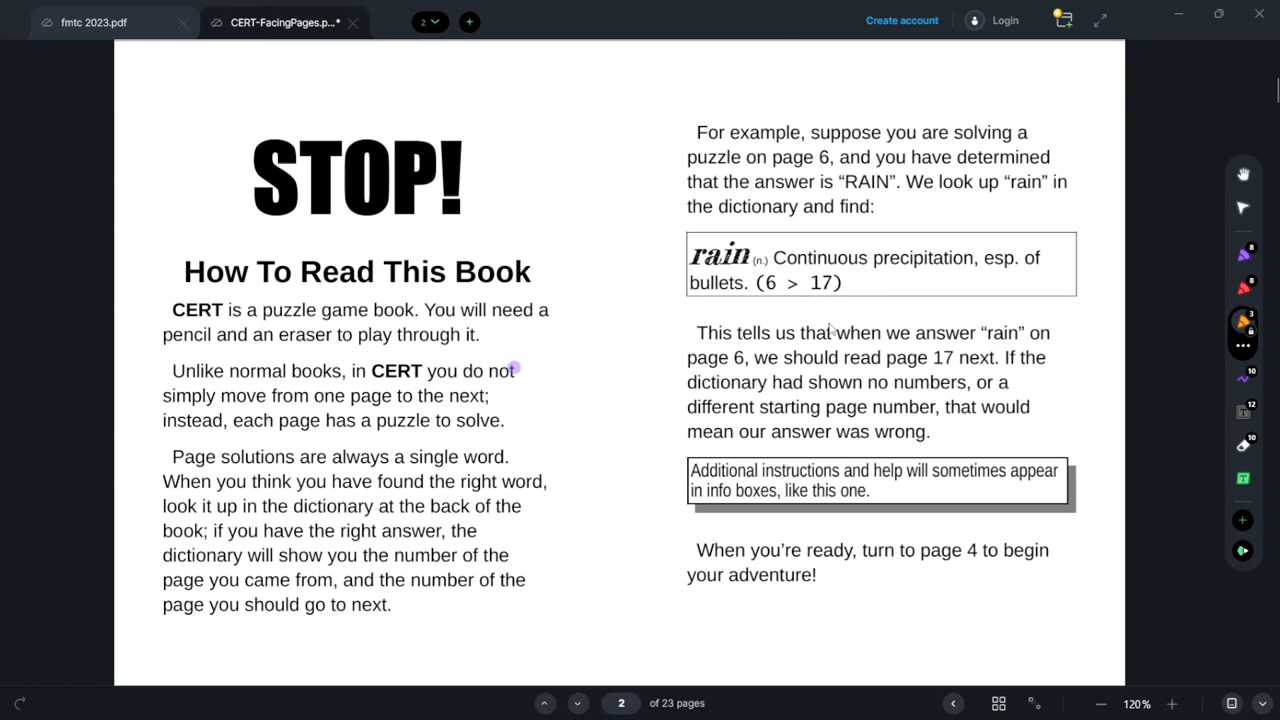 fmtc 2023.pdf
CERT-FacingPages.p...*
2
Create account
Login
STOP!
How To Read This Book
CERT is a puzzle game book. You will need a
pencil and an eraser to play through it.
Unlike normal books, in CERT you do not
simply move from one page to the next;
instead, each page has a puzzle to solve.
Page solutions are always a single word.
When you think you have found the right word,
look it up in the dictionary at the back of the
book; if you have the right answer, the
dictionary will show you the number of the
page you came from, and the number of the
page you should go to next.
For example, suppose you are solving a
puzzle on page 6, and you have determined
that the answer is “RAIN”. We look up “rain” in
the dictionary and find:
rain (n.) Continuous precipitation, esp. of
bullets. (6 > 17)
This tells us that when we answer “rain” on
page 6, we should read page 17 next. If the
dictionary had shown no numbers, or a
different starting page number, that would
mean our answer was wrong.
Additional instructions and help will sometimes appear
in info boxes, like this one.
When you’re ready, turn to page 4 to begin
your adventure!
8
8
3
10
12
10
2 of 23 pages
120%